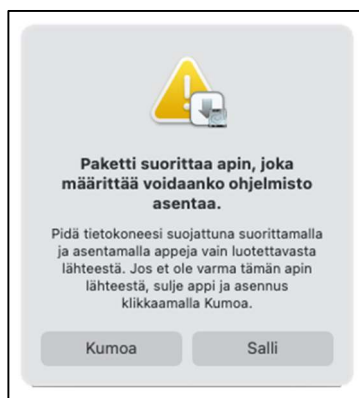 Paketti suorittaa apin, joka
määrittää voidaanko ohjelmisto
asentaa.
Pidä tietokoneesi suojattuna suorittamalla
ja asentamalla appeja vain luotettavasta
lähteestä. Jos et ole varma tämän apin
lähteestä, sulje appi ja asennus
klikkaamalla Kumoa.
Kumoa
Salli